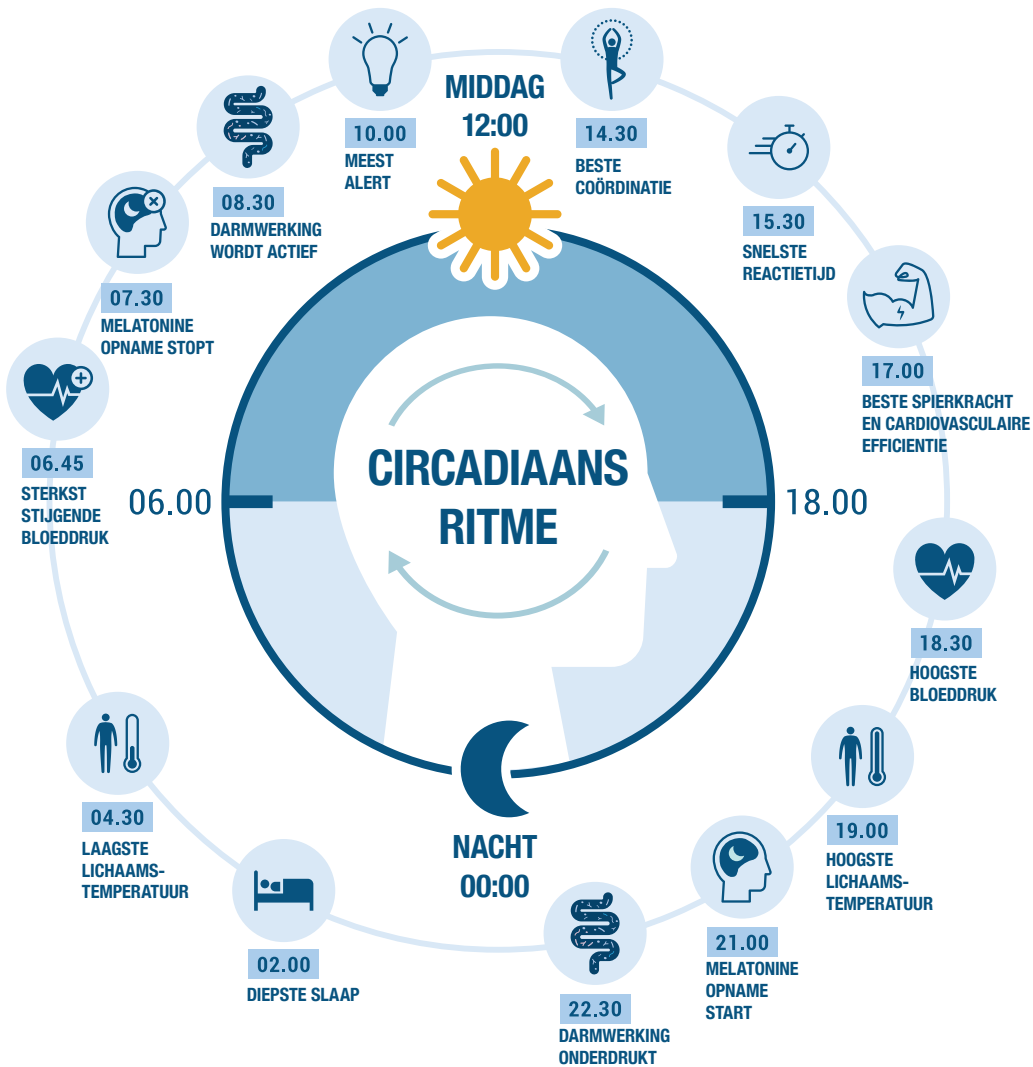 MIDDAG
12:00
10.00
MEEST
ALERT
14.30
BESTE
COÖRDINATIE
08.30
DARMWERKING
WORDT ACTIEF
15.30
SNELSTE
REACTIETIJD
07.30
MELATONINE
OPNAME STOPT
17.00
BESTE SPIERKRACHT
EN CARDIOVASCULAIRE
EFFICIENTIE
06.45
STERKST
STIJGENDE
BLOEDDRUK
06.00
CIRCADIAANS
RITME
18.00
18.30
HOOGSTE
BLOEDDRUK
04.30
LAAGSTE
LICHAAMS-
TEMPERATUUR
19.00
HOOGSTE
LICHAAMS-
TEMPERATUUR
NACHT
00:00
21.00
MELATONINE
OPNAME
START
02.00
DIEPSTE SLAAP
22.30
DARMWERKING
ONDERDRUKT